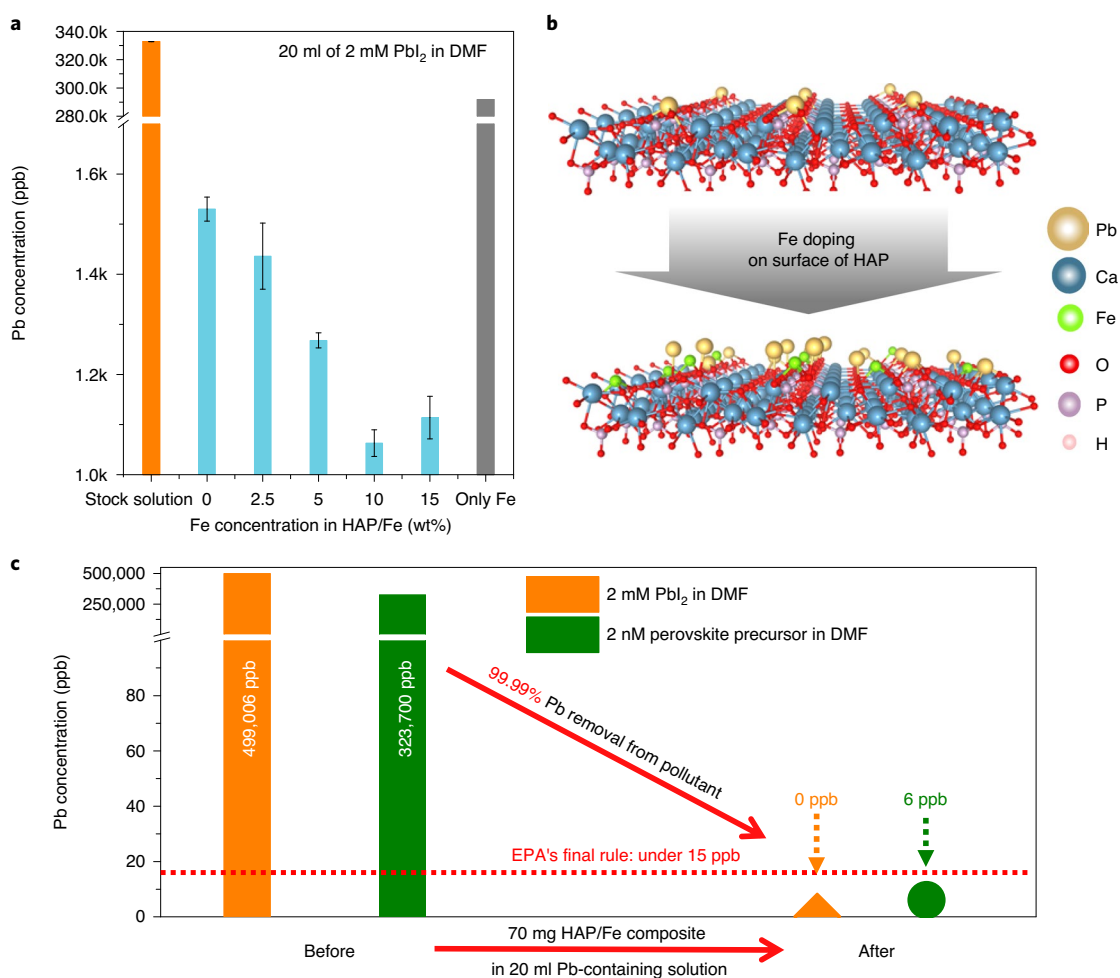 a
340.0k
320.0k
300.0k
280.0k
1.6k
1.4k
1.2k
1.0k
Pb concentration (ppb)
20 ml of 2 mM PbI₂ in DMF
Stock solution 0 2.5 5 10 15 Only Fe
Fe concentration in HAP/Fe (wt%)
b
Fe doping
on surface of HAP
Pb
Ca
Fe
O
P
H
c
500,000
250,000
80
60
40
20
0
Pb concentration (ppb)
499,006 ppb
323,700 ppb
2 mM PbI₂ in DMF
2 nM perovskite precursor in DMF
99.99% Pb removal from pollutant
0 ppb
6 ppb
EPA's final rule: under 15 ppb
Before
70 mg HAP/Fe composite
in 20 ml Pb-containing solution
After